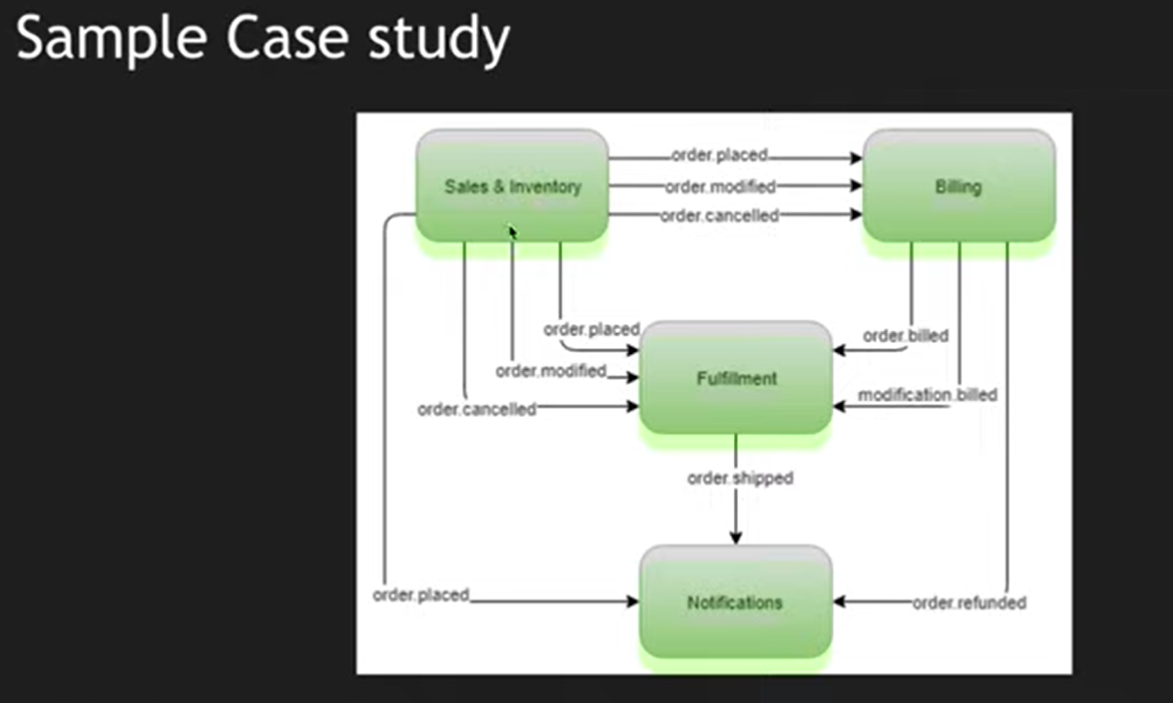 Sample Case study
order.placed
Sales & Inventory
order.modified
Billing
order.cancelled
order.placed
order.billed
order.modified
Fulfillment
modification.billed
order.cancelled
order.shipped
order.placed
Notifications
order.refunded